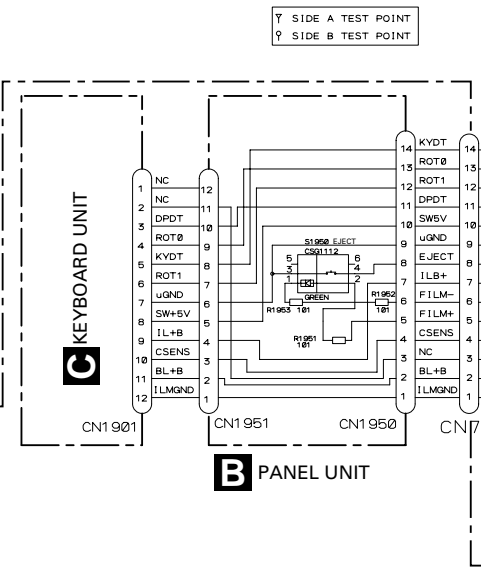 SIDE A TEST POINT
SIDE B TEST POINT
C KEYBOARD UNIT
1 NC 12
2 NC 11
3 DPDT 10
4 ROT0 9
5 KYDT 8
6 ROT1 7
7 uGND 6
8 SW+5V 5
9 IL+B 4
10 CSENS 3
11 BL+B 2
12 ILMGND 1
CN1901
CN1951
S1950 EJECT
CSG1112
5 6
3 4
1 2
GREEN
R1953 101
R1952
101
R1951
101
14 KYDT 14
13 ROT0 13
12 ROT1 12
11 DPDT 11
10 SW5V 10
9 uGND 9
8 EJECT 8
7 ILB+ 7
6 FILM- 6
5 FILM+ 5
4 CSENS 4
3 NC 3
2 BL+B 2
1 ILMGND 1
CN1950
CN7
B PANEL UNIT